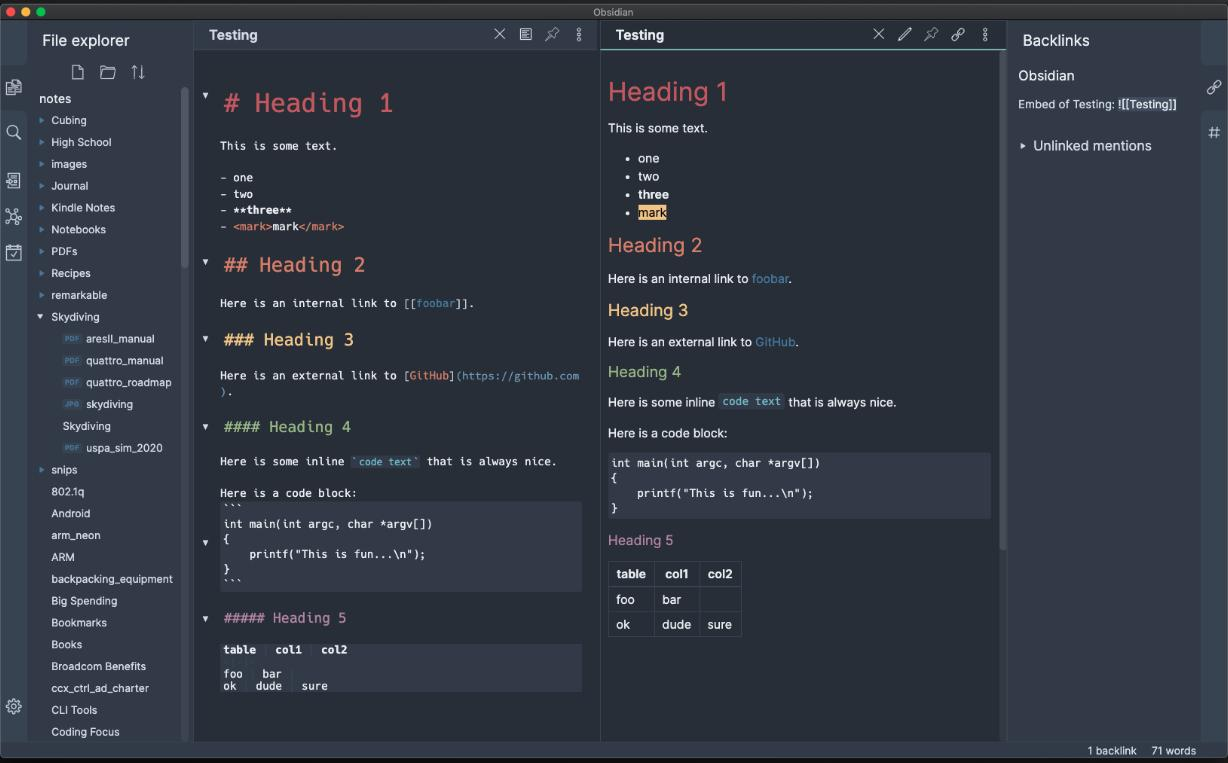 Obsidian
File explorer
notes
Cubing
High School
images
Journal
Kindle Notes
Notebooks
PDFs
Recipes
remarkable
Skydiving
PDF aresII_manual
PDF quattro_manual
PDF quattro_roadmap
JPG skydiving
Skydiving
PDF uspa_sim_2020
snips
802.1q
Android
arm_neon
ARM
backpacking_equipment
Big Spending
Bookmarks
Books
Broadcom Benefits
ccx_ctrl_ad_charter
CLI Tools
Coding Focus
Testing
# Heading 1
This is some text.
- one
- two
- **three**
- <mark>mark</mark>
## Heading 2
Here is an internal link to [[foobar]].
### Heading 3
Here is an external link to [GitHub](https://github.com
).
#### Heading 4
Here is some inline `code text` that is always nice.
Here is a code block:
```
int main(int argc, char *argv[])
{
    printf("This is fun...\n");
}
```
##### Heading 5
table | col1 | col2
foo | bar
ok | dude | sure
Testing
Heading 1
This is some text.
• one
• two
• three
• mark
Heading 2
Here is an internal link to foobar.
Heading 3
Here is an external link to GitHub.
Heading 4
Here is some inline code text that is always nice.
Here is a code block:
int main(int argc, char *argv[])
{
    printf("This is fun...\n");
}
Heading 5
table col1 col2
foo bar
ok dude sure
Backlinks
Obsidian
Embed of Testing: ![[Testing]]
Unlinked mentions
1 backlink 71 words